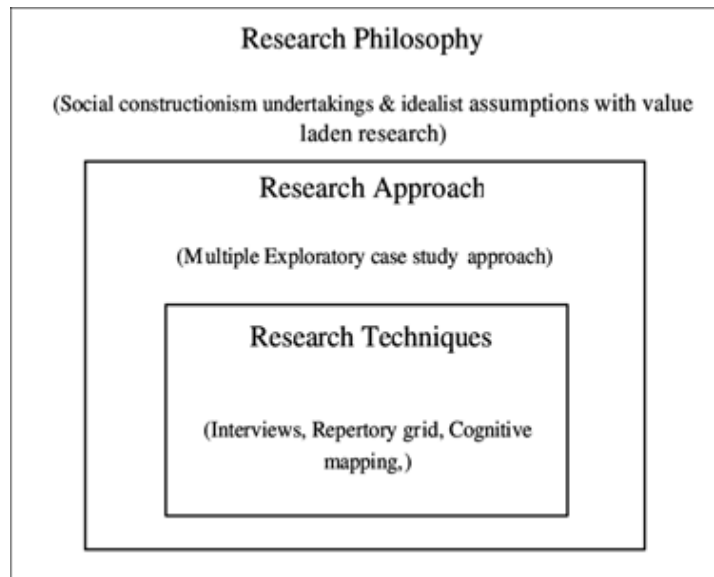 Research Philosophy
(Social constructionism undertakings & idealist assumptions with value
laden research)
Research Approach
(Multiple Exploratory case study approach)
Research Techniques
(Interviews, Repertory grid, Cognitive
mapping,)